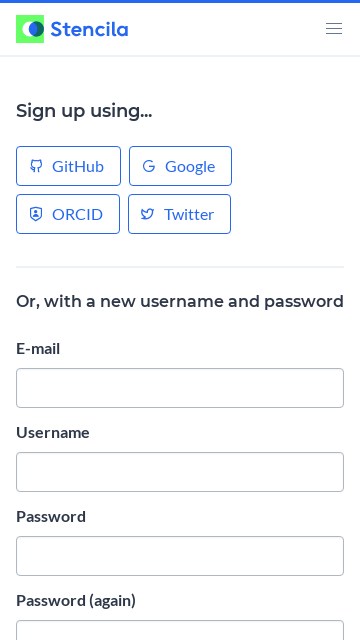 Stencila
Sign up using...
GitHub
Google
ORCID
Twitter
Or, with a new username and password
E-mail
Username
Password
Password (again)